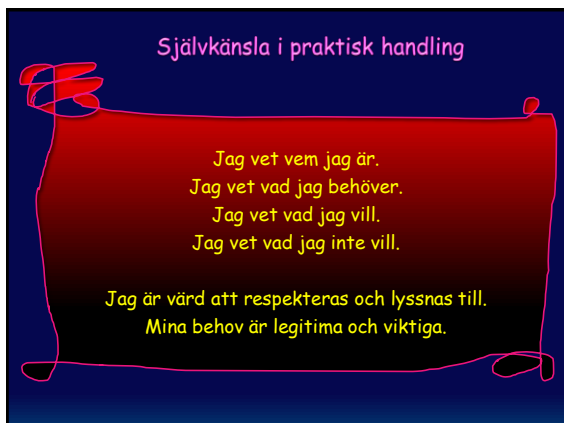 Självkänsla i praktisk handling
Jag vet vem jag är.
Jag vet vad jag behöver.
Jag vet vad jag vill.
Jag vet vad jag inte vill.
Jag är värd att respekteras och lyssnas till.
Mina behov är legitima och viktiga.